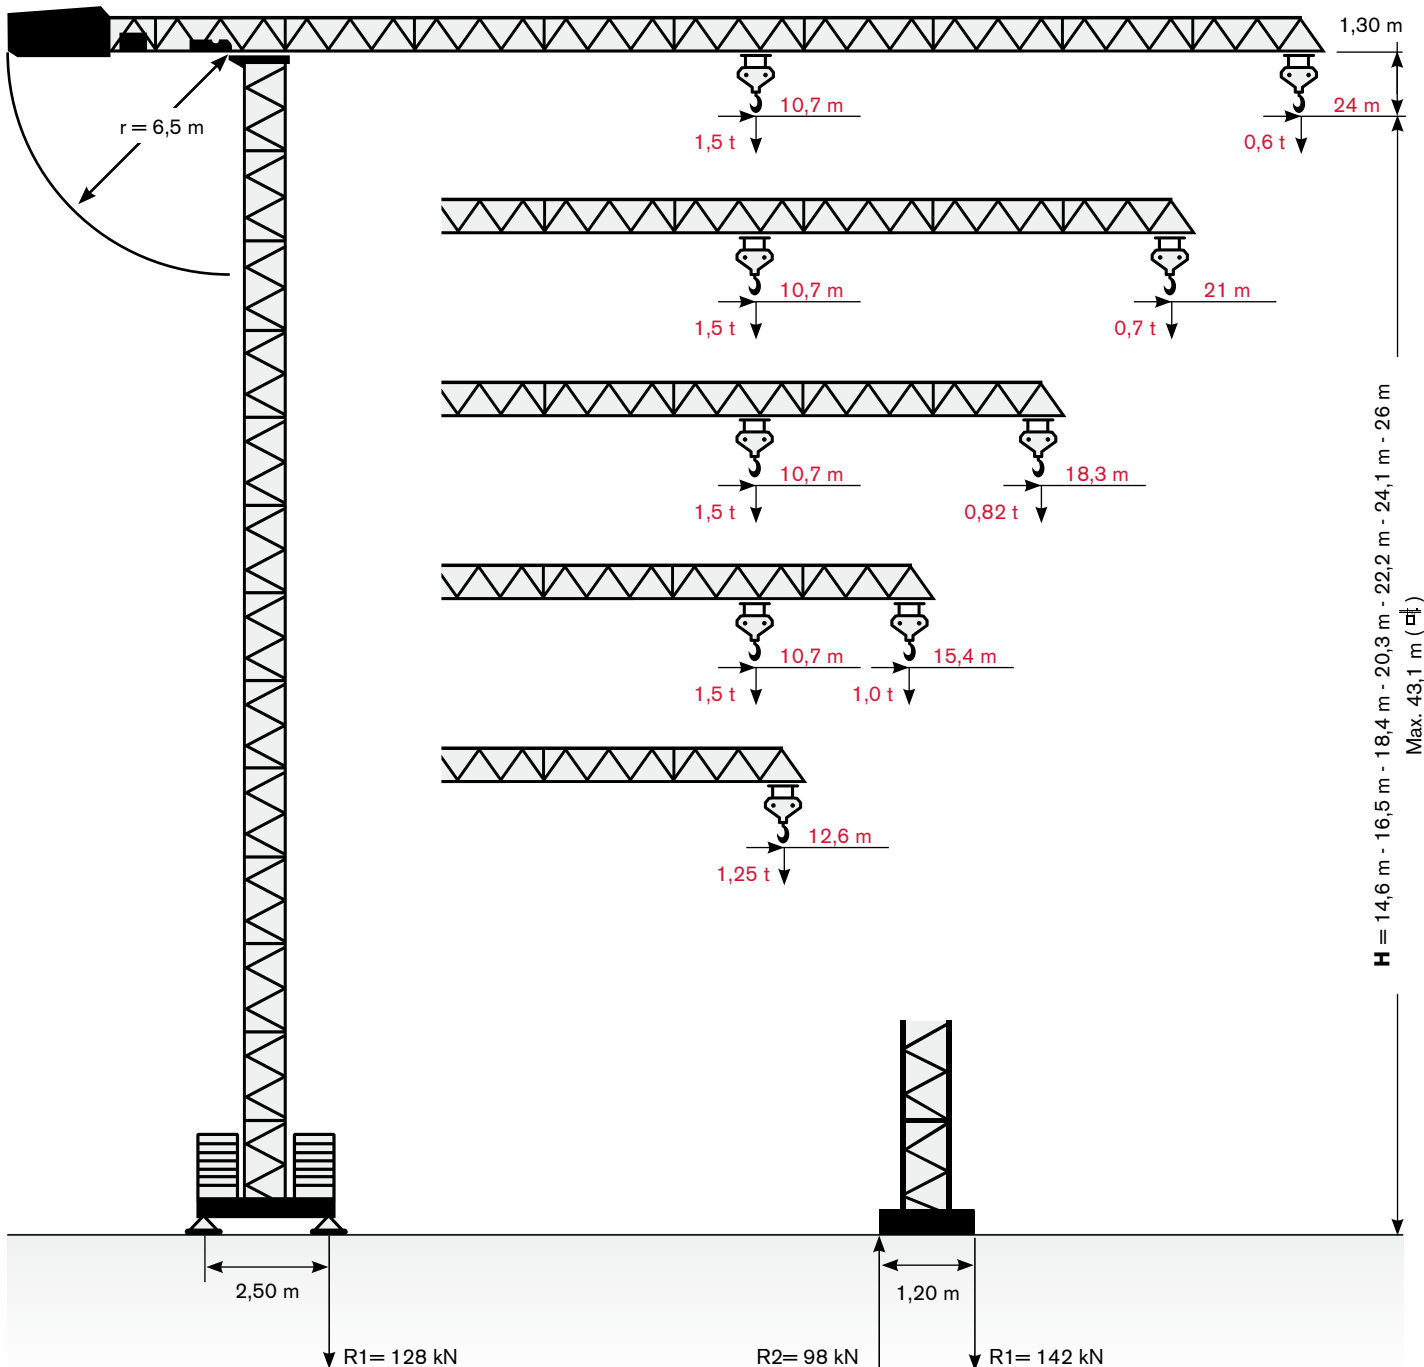 1,30 m
10,7 m
24 m
r = 6,5 m
1,5 t
0,6 t
10,7 m
21 m
1,5 t
0,7 t
10,7 m
18,3 m
1,5 t
0,82 t
10,7 m
15,4 m
1,5 t
1,0 t
12,6 m
1,25 t
H = 14,6 m - 16,5 m - 18,4 m - 20,3 m - 22,2 m - 24,1 m - 26 m
Max. 43,1 m ( )
2,50 m
1,20 m
R1= 128 kN
R2= 98 kN
R1= 142 kN